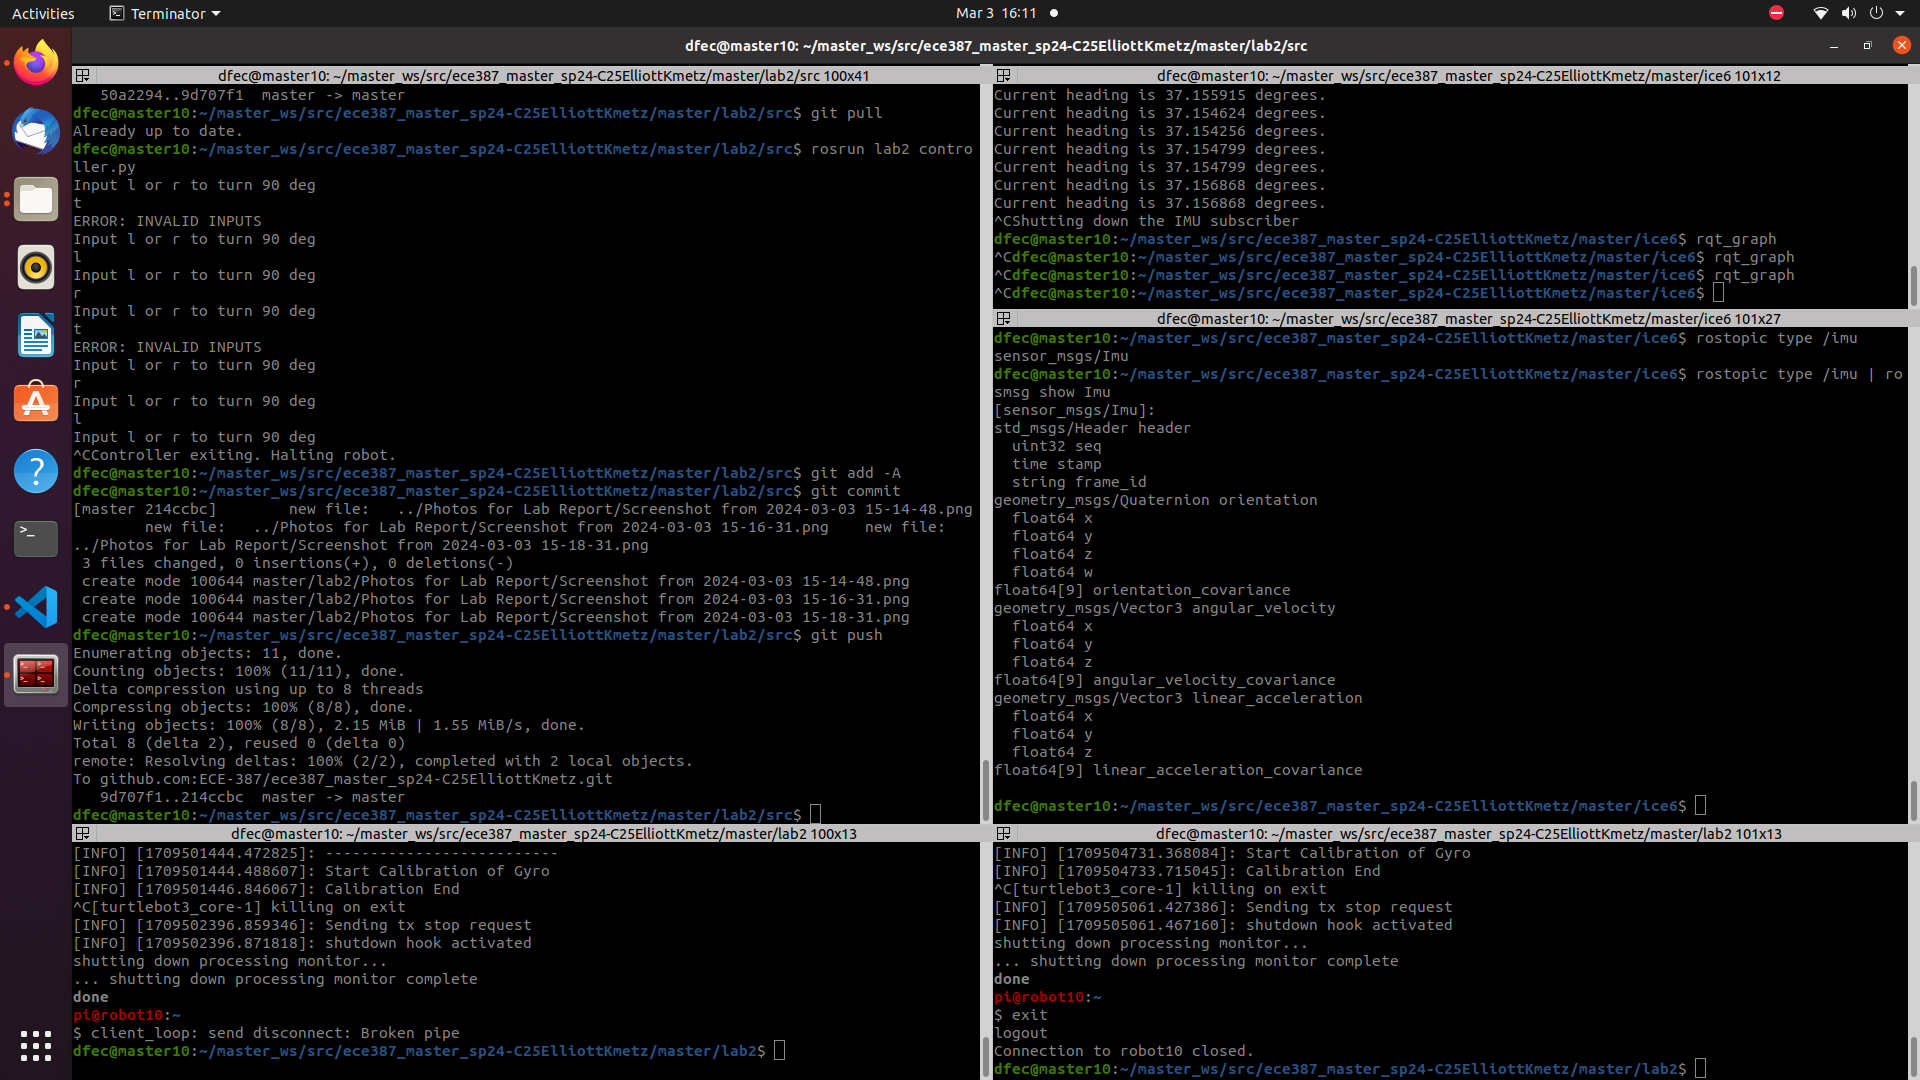 Activities
Terminator
Mar 3 16:11
dfec@master10: ~/master_ws/src/ece387_master_sp24-C25ElliottKmetz/master/lab2/src
dfec@master10: ~/master_ws/src/ece387_master_sp24-C25ElliottKmetz/master/lab2/src 100x41
50a2294..9d707f1  master -> master
dfec@master10:~/master_ws/src/ece387_master_sp24-C25ElliottKmetz/master/lab2/src$ git pull
Already up to date.
dfec@master10:~/master_ws/src/ece387_master_sp24-C25ElliottKmetz/master/lab2/src$ rosrun lab2 contro
ller.py
Input l or r to turn 90 deg
t
ERROR: INVALID INPUTS
Input l or r to turn 90 deg
l
Input l or r to turn 90 deg
r
Input l or r to turn 90 deg
t
ERROR: INVALID INPUTS
Input l or r to turn 90 deg
r
Input l or r to turn 90 deg
l
Input l or r to turn 90 deg
^CController exiting. Halting robot.
dfec@master10:~/master_ws/src/ece387_master_sp24-C25ElliottKmetz/master/lab2/src$ git add -A
dfec@master10:~/master_ws/src/ece387_master_sp24-C25ElliottKmetz/master/lab2/src$ git commit
[master 214ccbc]        new file:   ../Photos for Lab Report/Screenshot from 2024-03-03 15-14-48.png
new file:   ../Photos for Lab Report/Screenshot from 2024-03-03 15-16-31.png    new file:
../Photos for Lab Report/Screenshot from 2024-03-03 15-18-31.png
3 files changed, 0 insertions(+), 0 deletions(-)
create mode 100644 master/lab2/Photos for Lab Report/Screenshot from 2024-03-03 15-14-48.png
create mode 100644 master/lab2/Photos for Lab Report/Screenshot from 2024-03-03 15-16-31.png
create mode 100644 master/lab2/Photos for Lab Report/Screenshot from 2024-03-03 15-18-31.png
dfec@master10:~/master_ws/src/ece387_master_sp24-C25ElliottKmetz/master/lab2/src$ git push
Enumerating objects: 11, done.
Counting objects: 100% (11/11), done.
Delta compression using up to 8 threads
Compressing objects: 100% (8/8), done.
Writing objects: 100% (8/8), 2.15 MiB | 1.55 MiB/s, done.
Total 8 (delta 2), reused 0 (delta 0)
remote: Resolving deltas: 100% (2/2), completed with 2 local objects.
To github.com:ECE-387/ece387_master_sp24-C25ElliottKmetz.git
9d707f1..214ccbc  master -> master
dfec@master10:~/master_ws/src/ece387_master_sp24-C25ElliottKmetz/master/lab2/src$
dfec@master10: ~/master_ws/src/ece387_master_sp24-C25ElliottKmetz/master/ice6 101x12
Current heading is 37.155915 degrees.
Current heading is 37.154624 degrees.
Current heading is 37.154256 degrees.
Current heading is 37.154799 degrees.
Current heading is 37.154799 degrees.
Current heading is 37.156868 degrees.
Current heading is 37.156868 degrees.
^CShutting down the IMU subscriber
dfec@master10:~/master_ws/src/ece387_master_sp24-C25ElliottKmetz/master/ice6$ rqt_graph
^Cdfec@master10:~/master_ws/src/ece387_master_sp24-C25ElliottKmetz/master/ice6$ rqt_graph
^Cdfec@master10:~/master_ws/src/ece387_master_sp24-C25ElliottKmetz/master/ice6$ rqt_graph
^Cdfec@master10:~/master_ws/src/ece387_master_sp24-C25ElliottKmetz/master/ice6$
dfec@master10: ~/master_ws/src/ece387_master_sp24-C25ElliottKmetz/master/ice6 101x27
dfec@master10:~/master_ws/src/ece387_master_sp24-C25ElliottKmetz/master/ice6$ rostopic type /imu
sensor_msgs/Imu
dfec@master10:~/master_ws/src/ece387_master_sp24-C25ElliottKmetz/master/ice6$ rostopic type /imu | ro
smsg show Imu
[sensor_msgs/Imu]:
std_msgs/Header header
uint32 seq
time stamp
string frame_id
geometry_msgs/Quaternion orientation
float64 x
float64 y
float64 z
float64 w
float64[9] orientation_covariance
geometry_msgs/Vector3 angular_velocity
float64 x
float64 y
float64 z
float64[9] angular_velocity_covariance
geometry_msgs/Vector3 linear_acceleration
float64 x
float64 y
float64 z
float64[9] linear_acceleration_covariance
dfec@master10:~/master_ws/src/ece387_master_sp24-C25ElliottKmetz/master/ice6$
dfec@master10: ~/master_ws/src/ece387_master_sp24-C25ElliottKmetz/master/lab2 100x13
[INFO] [1709501444.472825]: --------------------------
[INFO] [1709501444.488607]: Start Calibration of Gyro
[INFO] [1709501446.846067]: Calibration End
^C[turtlebot3_core-1] killing on exit
[INFO] [1709502396.859346]: Sending tx stop request
[INFO] [1709502396.871818]: shutdown hook activated
shutting down processing monitor...
... shutting down processing monitor complete
done
pi@robot10:~
$ client_loop: send disconnect: Broken pipe
dfec@master10:~/master_ws/src/ece387_master_sp24-C25ElliottKmetz/master/lab2$
dfec@master10: ~/master_ws/src/ece387_master_sp24-C25ElliottKmetz/master/lab2 101x13
[INFO] [1709504731.368084]: Start Calibration of Gyro
[INFO] [1709504733.715045]: Calibration End
^C[turtlebot3_core-1] killing on exit
[INFO] [1709505061.427386]: Sending tx stop request
[INFO] [1709505061.467160]: shutdown hook activated
shutting down processing monitor...
... shutting down processing monitor complete
done
pi@robot10:~
$ exit
logout
Connection to robot10 closed.
dfec@master10:~/master_ws/src/ece387_master_sp24-C25ElliottKmetz/master/lab2$